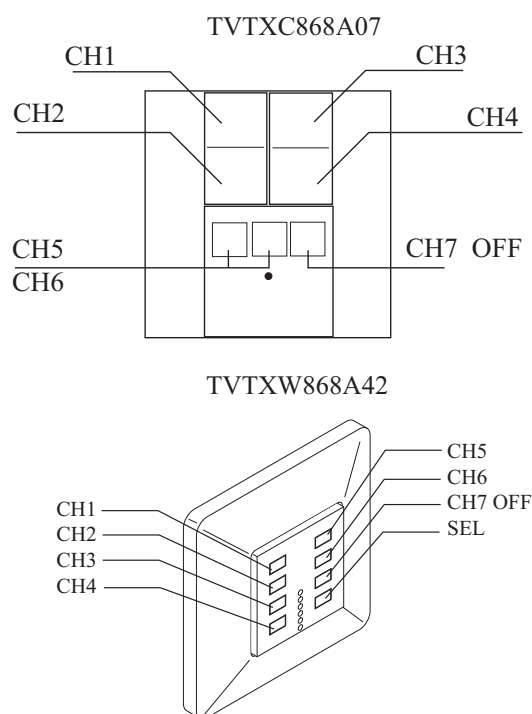 TVTXC868A07
CH1
CH3
CH2
CH4
CH5
CH6
CH7 OFF
TVTXW868A42
CH5
CH6
CH7 OFF
SEL
CH1
CH2
CH3
CH4